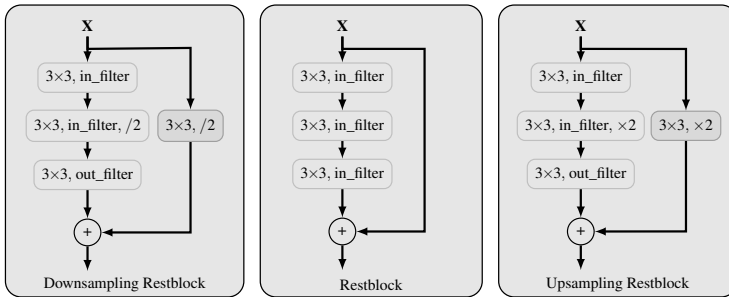 X
3×3, in_filter
3×3, in_filter, /2
3×3, /2
3×3, out_filter
+
Downsampling Restblock
X
3×3, in_filter
3×3, in_filter
3×3, in_filter
+
Restblock
X
3×3, in_filter
3×3, in_filter, ×2
3×3, ×2
3×3, out_filter
+
Upsampling Restblock